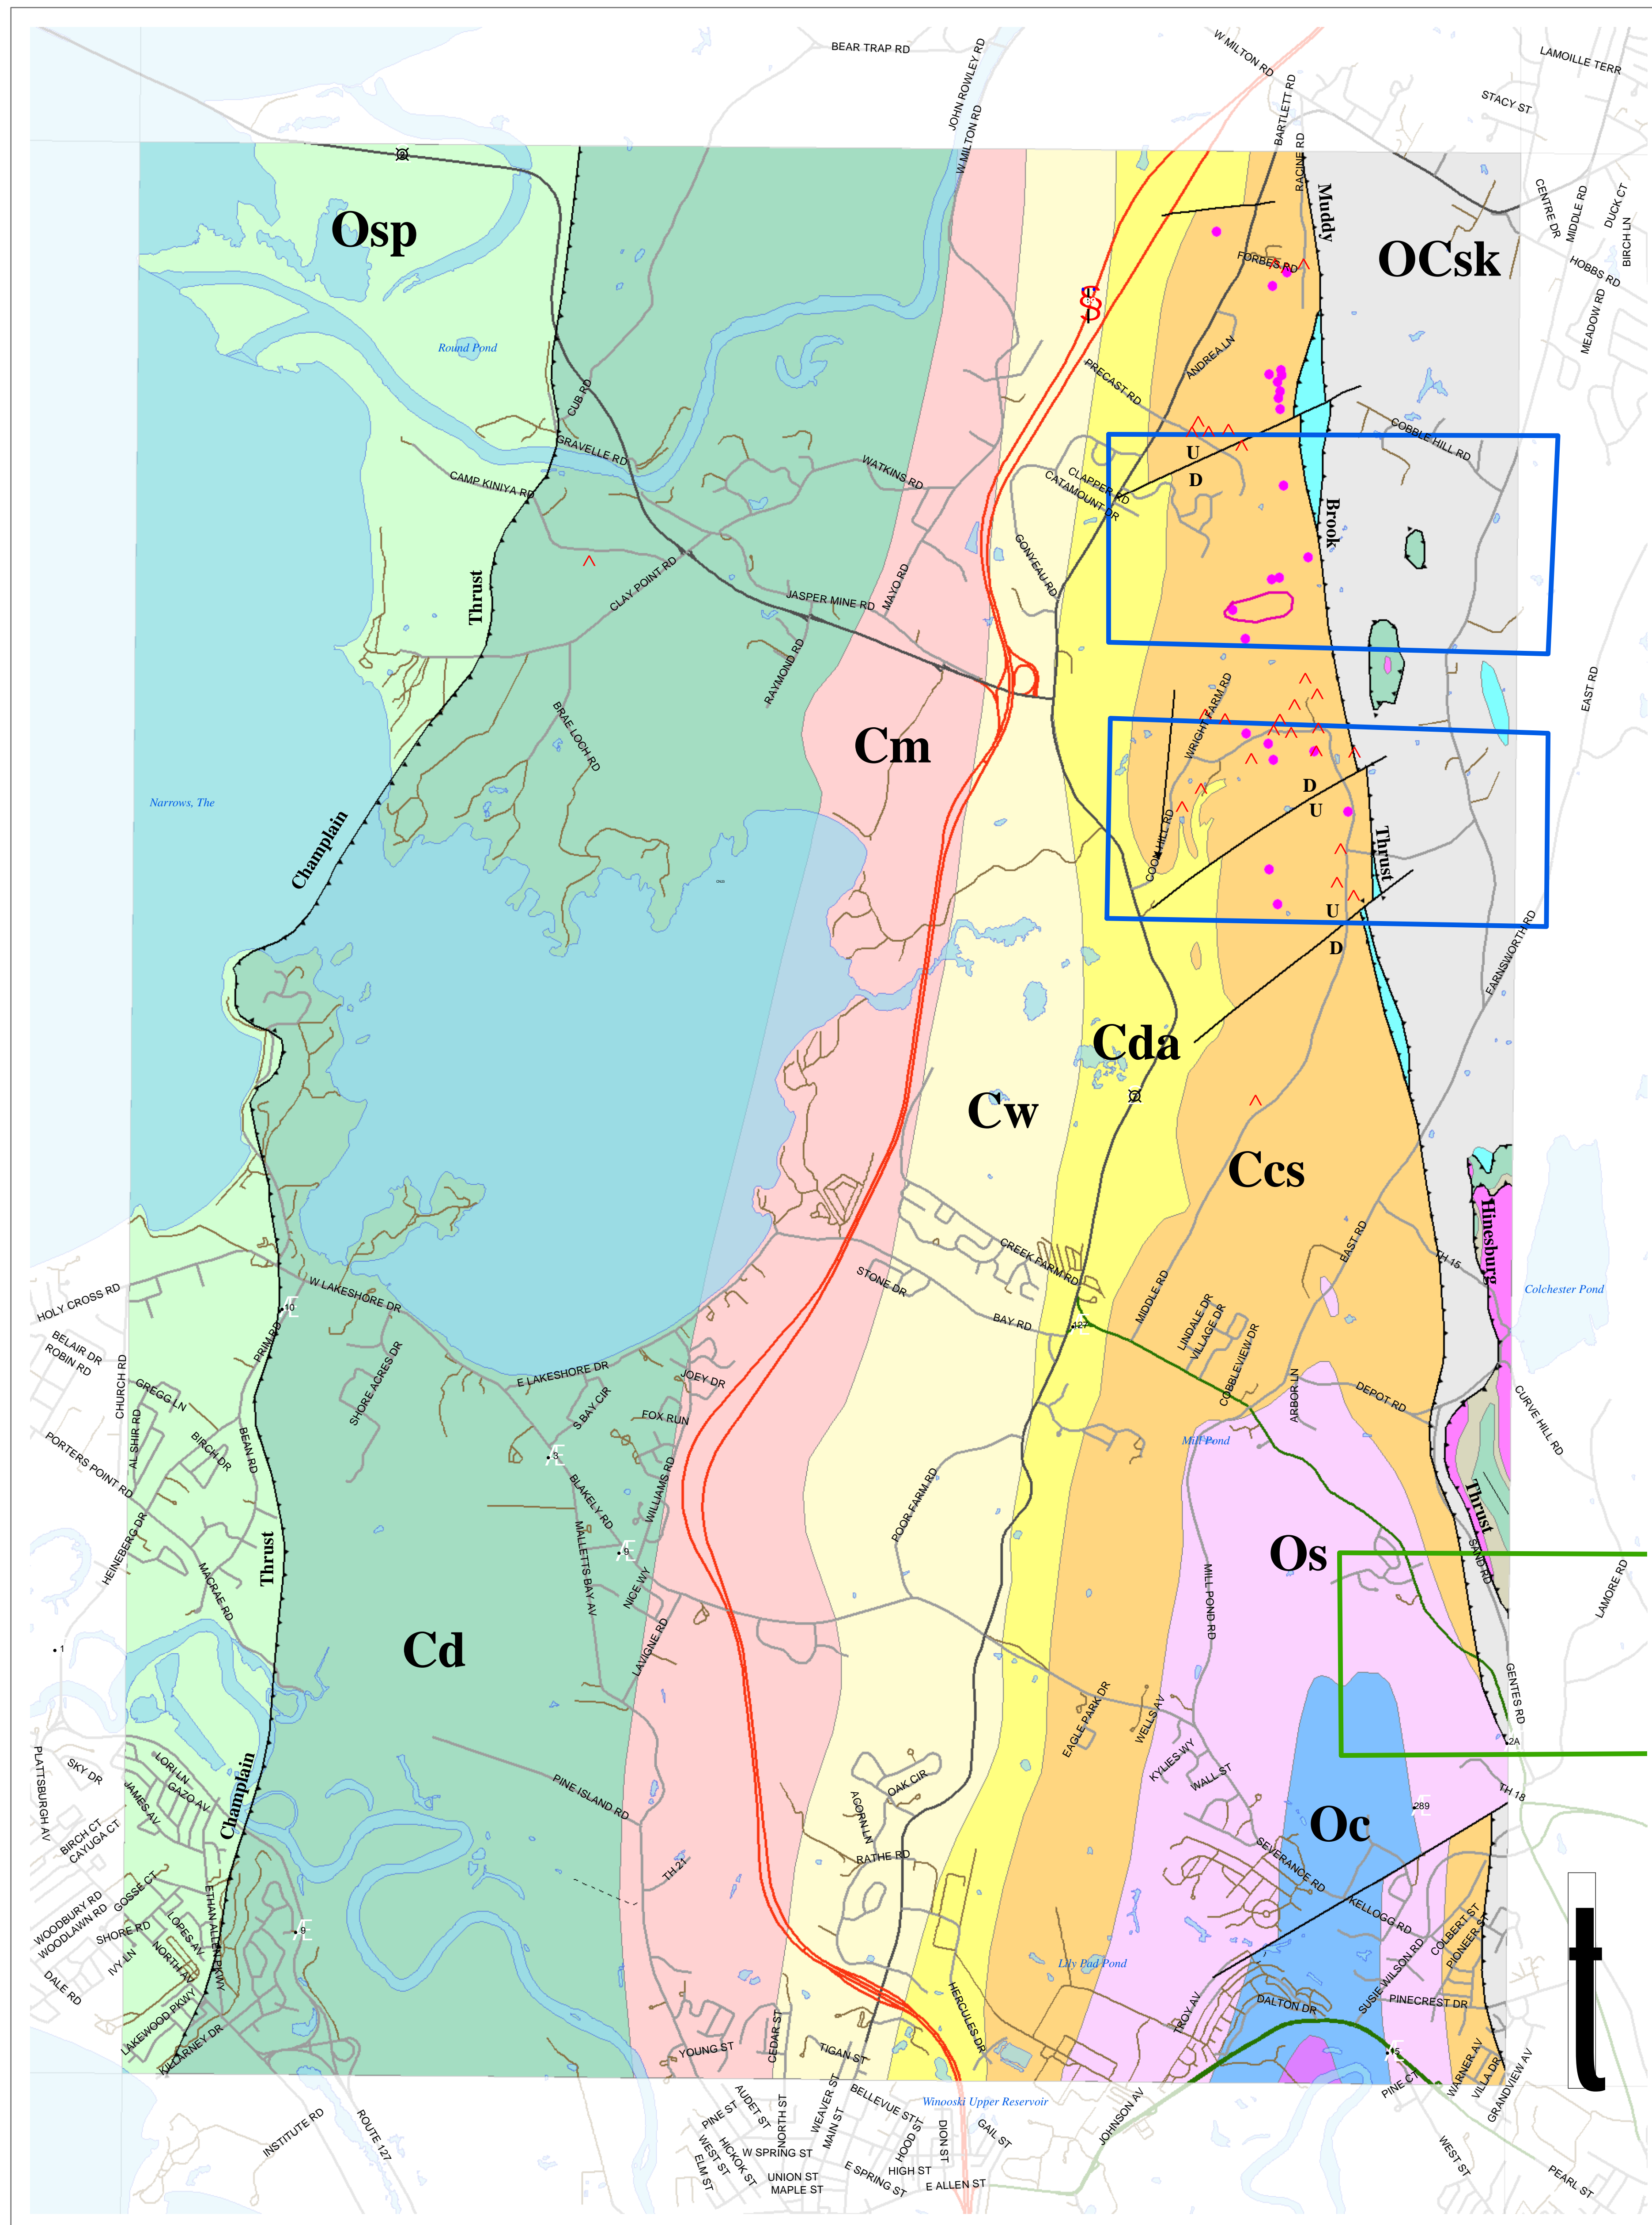 BEAR TRAP RD
JOHN ROWLEY RD
W MILTON RD
W MILTON RD
BARTLETT RD
RACINE RD
LAMOILLE TERR
STACY ST
CENTRE DR
MIDDLE RD
DUCK CT
BIRCH LN
HOBBS RD
MEADOW RD
2
Osp
Muddy
OCsk
FORBES RD
Round Pond
CUB RD
ANDREA LN
PRECAST RD
GRAVELLE RD
CAMP KINIYA RD
WATKINS RD
CLAPPER RD
CATAMOUNT DR
U
D
COBBLE HILL RD
Brook
GONYEAU RD
Thrust
CLAY POINT RD
JASPER MINE RD
MAYO RD
RAYMOND RD
EAST RD
BRAE LOCH RD
WRIGHT FARM RD
Cm
Narrows, The
D
U
COON HILL RD
Champlain
Thrust
U
D
FARNSWORTH RD
Cda
7
Cw
Ccs
Hinesburg
TH 15
EAST RD
CREEK FARM RD
MIDDLE RD
STONE DR
BAY RD
127
Colchester Pond
HOLY CROSS RD
W LAKESHORE DR
10
PRIM RD
BELAIR DR
ROBIN RD
LINDALE DR
VILLAGE DR
COBBLEVIEW DR
ARBOR LN
DEPOT RD
CURVE HILL RD
CHURCH RD
GREGG LN
SHORE ACRES DR
E LAKESHORE DR
JOEY DR
S BAY CIR
FOX RUN
Mill Pond
PORTERS POINT RD
AL SHIR RD
BIRCH DR
BEAN RD
Æ
3
BLAKELY RD
WILLIAMS RD
POOR FARM RD
Thrust
HEINEBERG DR
MACRAE RD
Thrust
MALLETTS BAY AV
9
NICE WY
Os
MILL POND RD
SAND RD
LAMORE RD
1
Cd
LAVIGNE RD
GENTES RD
EAGLE PARK DR
WELLS AV
2A
PLATTSBURGH AV
SKY DR
LORI LN
GAZO AV
JAMES AV
Champlain
PINE ISLAND RD
KYLIES WY
WALL ST
TH 18
OAK CIR
ACORN LN
Oc
289
BIRCH CT
CAYUGA CT
RATHE RD
TH 21
SEVERANCE RD
KELLOGG RD
WOODBURY RD
WOODLAWN RD
GOSSE CT
SHORE RD
LOPES AV
ETHAN ALLEN PKWY
9
COLBERT ST
PIONEER ST
IVY LN
NORTH AV
DALE RD
Lily Pad Pond
SUSIE WILSON RD
t
LAKEWOOD PKWY
KILLARNEY DR
HERCULES DR
TROY AV
DALTON DR
PINECREST DR
YOUNG ST
CEDAR ST
TIGAN ST
15
WARNER AV
VILLA DR
GRANDVIEW AV
PINE CT
Winooski Upper Reservoir
INSTITUTE RD
ROUTE 127
AUDET ST
PINE ST
NORTH ST
WEAVER ST
MAIN ST
BELLEVUE ST
HOOD ST
DION ST
GAIL ST
JOHNSON AV
WEST ST
HICKOK ST
WEST ST
ELM ST
W SPRING ST
UNION ST
MAPLE ST
E SPRING ST
HIGH ST
E ALLEN ST
PEARL ST